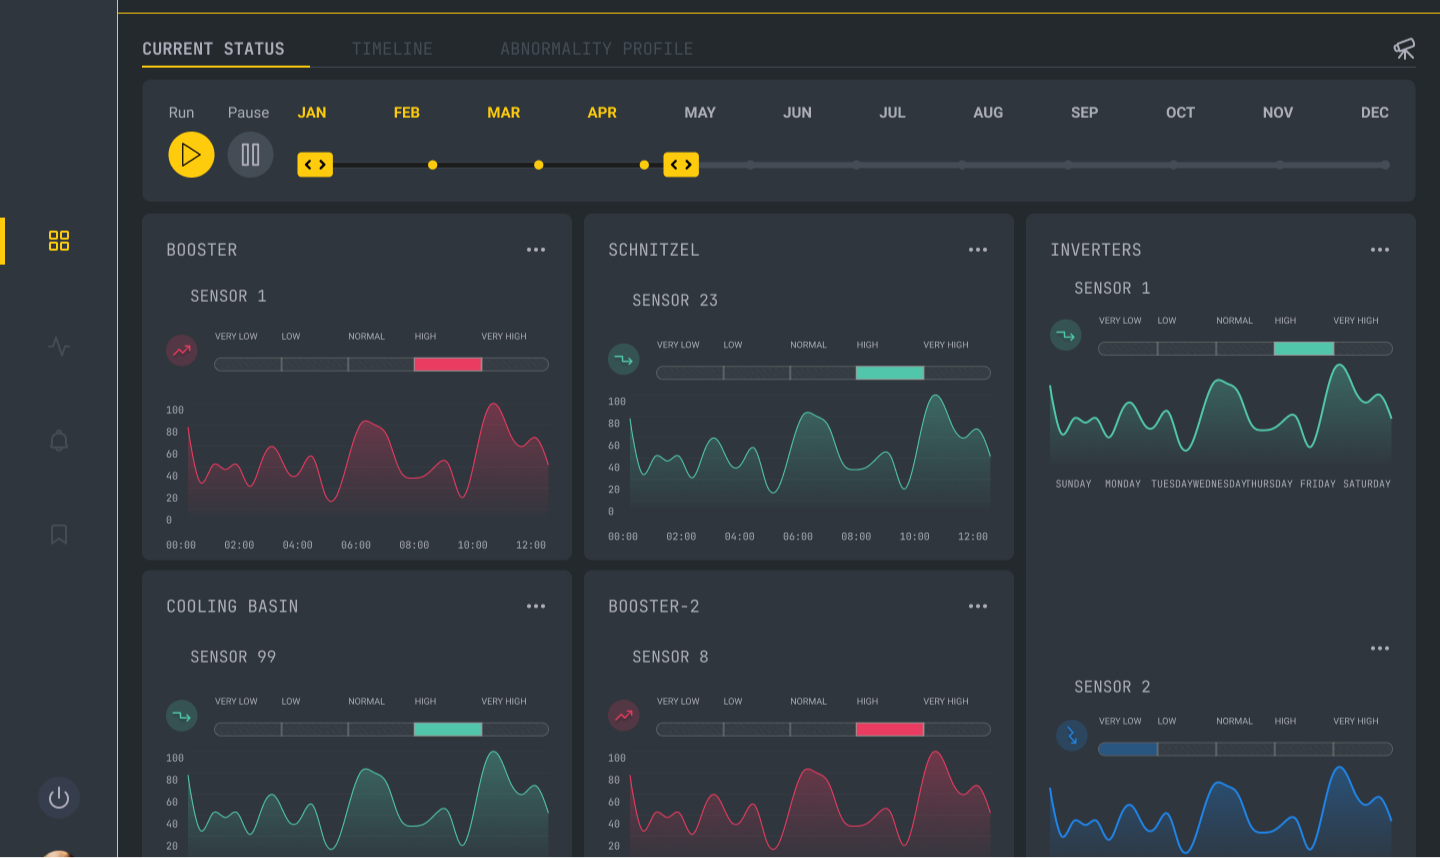 CURRENT STATUS TIMELINE ABNORMALITY PROFILE
Run Pause JAN FEB MAR APR MAY JUN JUL AUG SEP OCT NOV DEC
BOOSTER
SENSOR 1
VERY LOW LOW NORMAL HIGH VERY HIGH
100
80
60
40
20
0
00:00 02:00 04:00 06:00 08:00 10:00 12:00
SCHNITZEL
SENSOR 23
VERY LOW LOW NORMAL HIGH VERY HIGH
100
80
60
40
20
0
00:00 02:00 04:00 06:00 08:00 10:00 12:00
INVERTERS
SENSOR 1
VERY LOW LOW NORMAL HIGH VERY HIGH
SUNDAY MONDAY TUESDAY WEDNESDAY THURSDAY FRIDAY SATURDAY
COOLING BASIN
SENSOR 99
VERY LOW LOW NORMAL HIGH VERY HIGH
100
80
60
40
20
BOOSTER-2
SENSOR 8
VERY LOW LOW NORMAL HIGH VERY HIGH
100
80
60
40
20
SENSOR 2
VERY LOW LOW NORMAL HIGH VERY HIGH